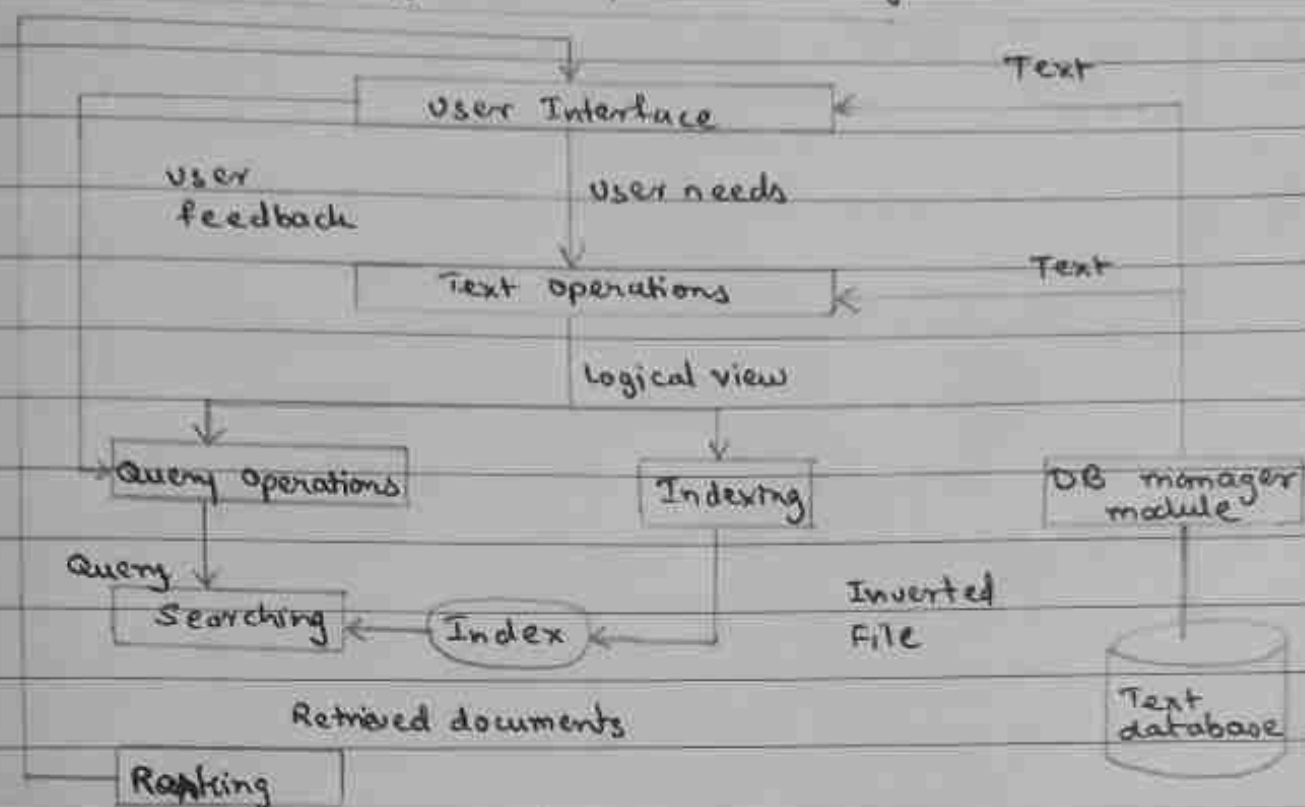 Text
User Interface
User
feedback
User needs
Text
Text operations
Logical view
Query operations
Indexing
DB manager
module
Query
Searching
Index
Inverted
File
Text
database
Retrieved documents
Ranking